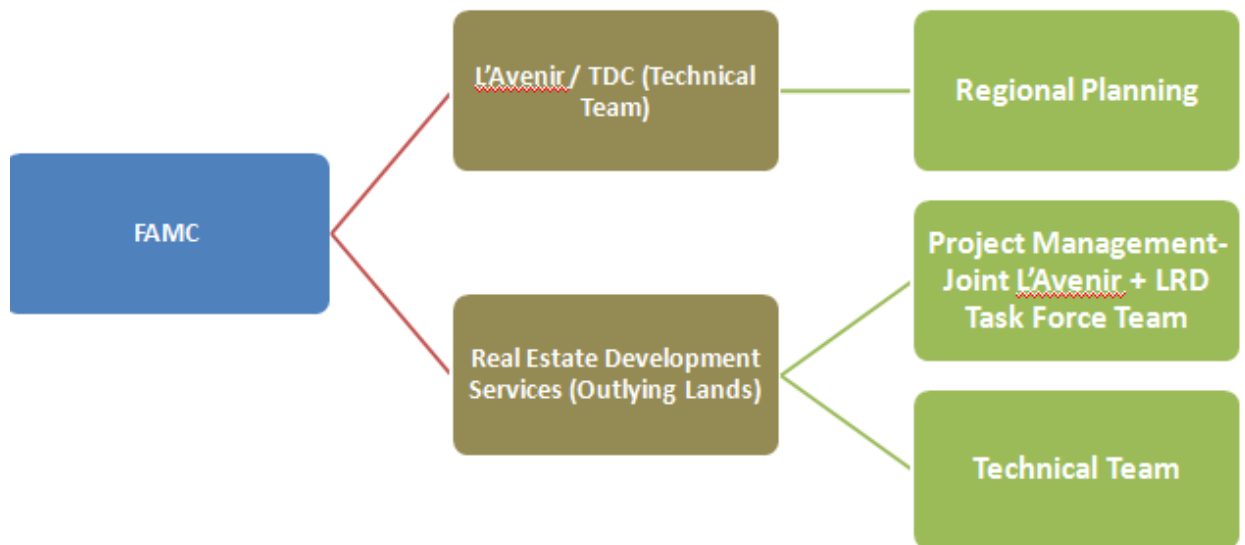 FAMC
L'Avenir / TDC (Technical
Team)
Regional Planning
Real Estate Development
Services (Outlying Lands)
Project Management-
Joint L'Avenir + LRD
Task Force Team
Technical Team